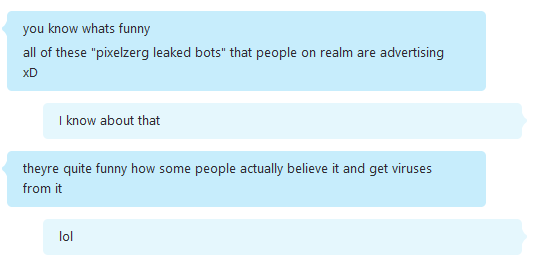 you know whats funny
all of these "pixelzerg leaked bots" that people on realm are advertising
xD
I know about that
theyre quite funny how some people actually believe it and get viruses
from it
lol